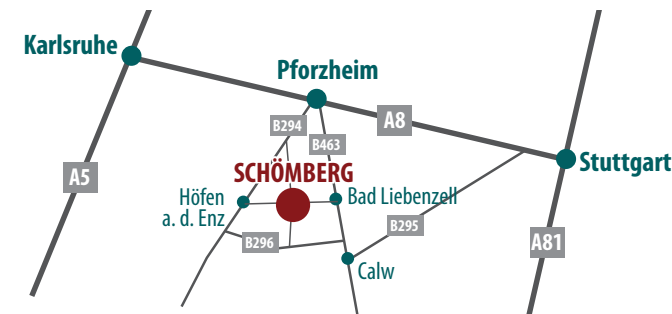 Karlsruhe
Pforzheim
B294
A8
B463
Stuttgart
SCHÖMBERG
A5
Höfen
a. d. Enz
Bad Liebenzell
B295
B296
A81
Calw